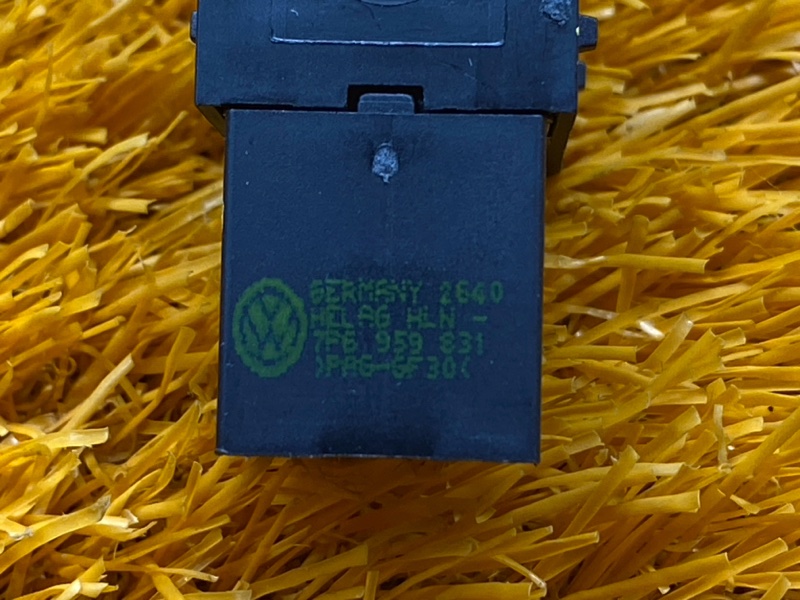 GERMANY 2640
HELAG HLN -
7P6 959 831
>PA6-GF30<